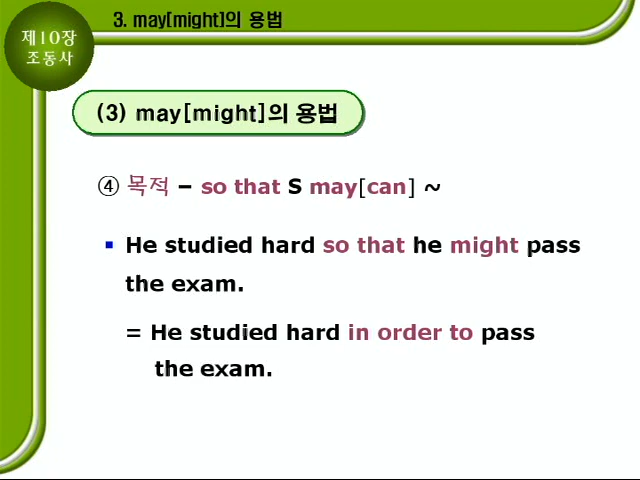 3. may[might]의 용법
제10장
조동사
(3) may[might]의 용법
④ 목적 – so that S may[can] ~
▪ He studied hard so that he might pass
the exam.
= He studied hard in order to pass
the exam.